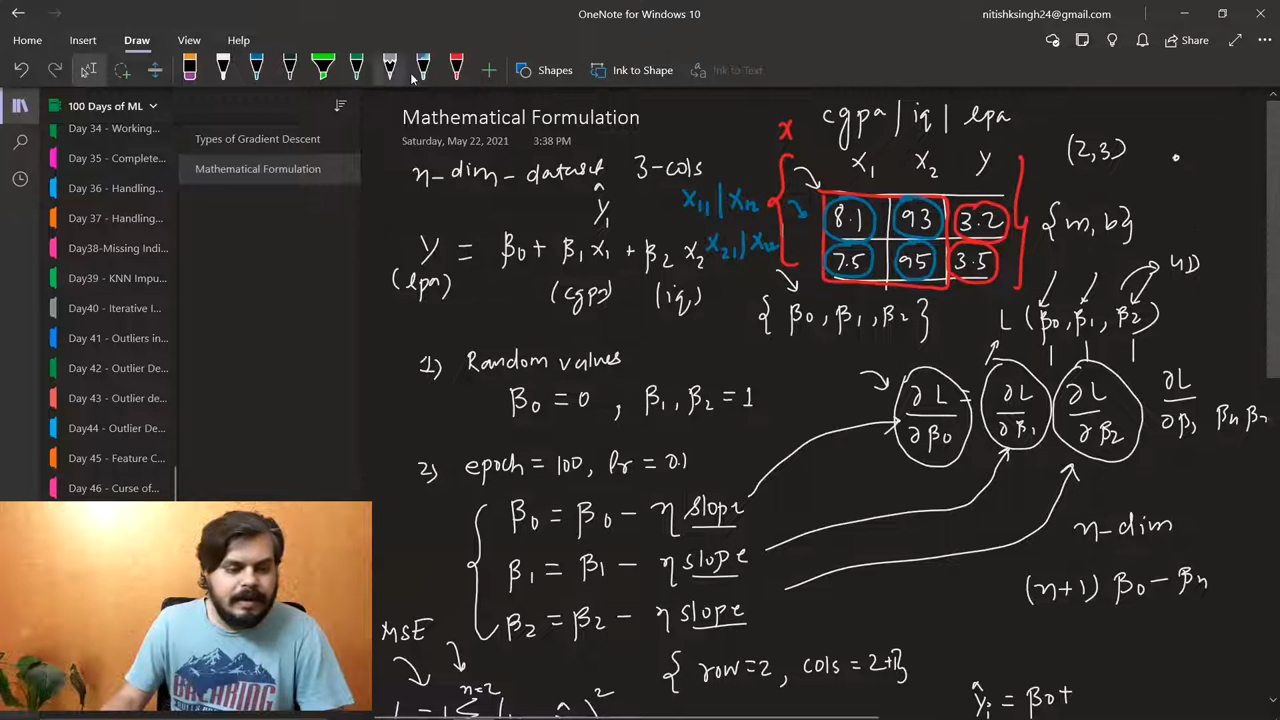 OneNote for Windows 10
nitishksingh24@gmail.com
Home Insert Draw View Help
Share
Shapes Ink to Shape Ink to Text
100 Days of ML
Day 34 - Working...
Day 35 - Complete...
Day 36 - Handling...
Day 37 - Handling...
Day38-Missing Indi...
Day39 - KNN Impu...
Day40 - Iterative I...
Day 41 - Outliers in...
Day 42 - Outlier De...
Day 43 - Outlier de...
Day44 - Outlier De...
Day 45 - Feature C...
Day 46 - Curse of...
Types of Gradient Descent
Mathematical Formulation
Mathematical Formulation
Saturday, May 22, 2021 3:38 PM
n-dim-dataset 3-cols
ŷ1
y = β0 + β1 x1 + β2 x2
(lpa) (cgpa) (iq)
cgpa | iq | lpa
X
x1 x2 y
x11 | x12 8.1 93 3.2
x21 | x22 7.5 95 3.5
(2,3)
{m, b}
{ β0, β1, β2 }
L (β0, β1, β2) 4D
1) Random values
β0 = 0 , β1, β2 = 1
∂L/∂β0 = ∂L/∂β1 ∂L/∂β2 ∂L/∂β1
2) epoch = 100, lr = 0.1
β0 = β0 - η slope
β1 = β1 - η slope
β2 = β2 - η slope
n-dim
(n+1) β0 - βn
MSE
n=2
{ row=2, cols = 2+1}
ŷi = β0 +